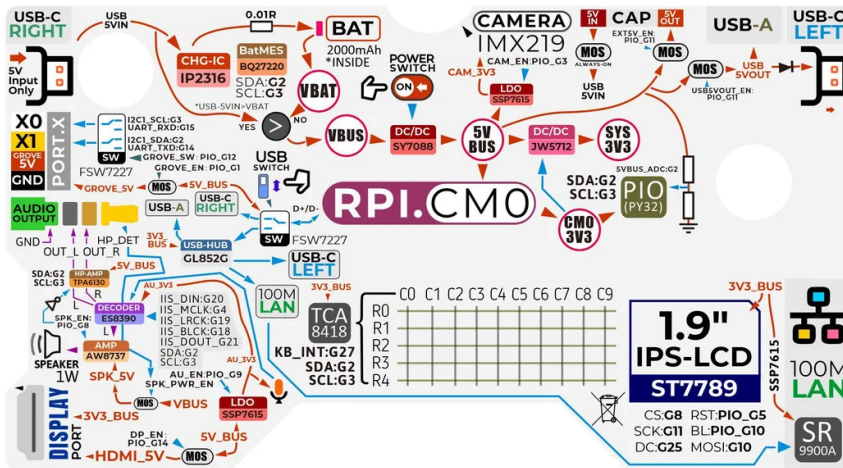 USB-C
RIGHT
USB
5VIN
0.01R
BAT
2000mAh
*INSIDE
CHG-IC
IP2316
BatMES
BQ27220
SDA:G2
SCL:G3
*USB-5VIN>VBAT
5V
Input
Only
VBAT
POWER
SWITCH
ON
YES
NO
>
VBUS
DC/DC
SY7088
5V
BUS
DC/DC
JW5712
SYS
3V3
CAMERA
IMX219
CAM_EN:PIO_G3
CAM_3V3
LDO
SSP7615
5V
IN
CAP
5V
OUT
EXT5V_EN:
PIO_G11
MOS
ALWAYS-ON
USB
5VIN
MOS
MOS
USB-A
USB
5VOUT
USB5VOUT_EN:
PIO_G11
USB-C
LEFT
X0
X1
GROVE
5V
GND
PORT.X
I2C1_SCL:G3
UART_RXD:G15
I2C1_SDA:G2
UART_TXD:G14
SW
FSW7227
GROVE_SW:PIO_G12
GROVE_EN:PIO_G1
GROVE_5V
MOS
5V_BUS
USB
SWITCH
USB-C
RIGHT
USB-A
D+/D-
SW
FSW7227
3V3
BUS
USB-HUB
GL852G
USB-C
LEFT
100M
LAN
RPI.CM0
CM0
3V3
SDA:G2
SCL:G3
5VBUS_ADC:G2
PIO
(PY32)
AUDIO
OUTPUT
GND
OUT_L
OUT_R
HP_DET
5V_BUS
SDA:G2
SCL:G3
HP-AMP
TPA6130
L
R
AU_3V3
DECODER
ES8390
SPK_EN:
PIO_G8
L
IIS_DIN:G20
IIS_MCLK:G4
IIS_LRCK:G19
IIS_BLCK:G18
IIS_DOUT_G21
SDA:G2
SCL:G3
AMP
AW8737
SPEAKER
1W
SPK_5V
SPK_PWR_EN
MOS
VBUS
AU_EN:PIO_G9
AU_3V3
LDO
SSP7615
5V_BUS
DISPLAY
PORT
3V3_BUS
DP_EN:
PIO_G14
MOS
HDMI_5V
3V3_BUS
TCA
8418
KB_INT:G27
SDA:G2
SCL:G3
C0 C1 C2 C3 C4 C5 C6 C7 C8 C9
R0
R1
R2
R3
R4
1.9"
IPS-LCD
ST7789
CS:G8 RST:PIO_G5
SCK:G11 BL:PIO_G10
DC:G25 MOSI:G10
3V3_BUS
SSP7615
100M
LAN
SR
9900A